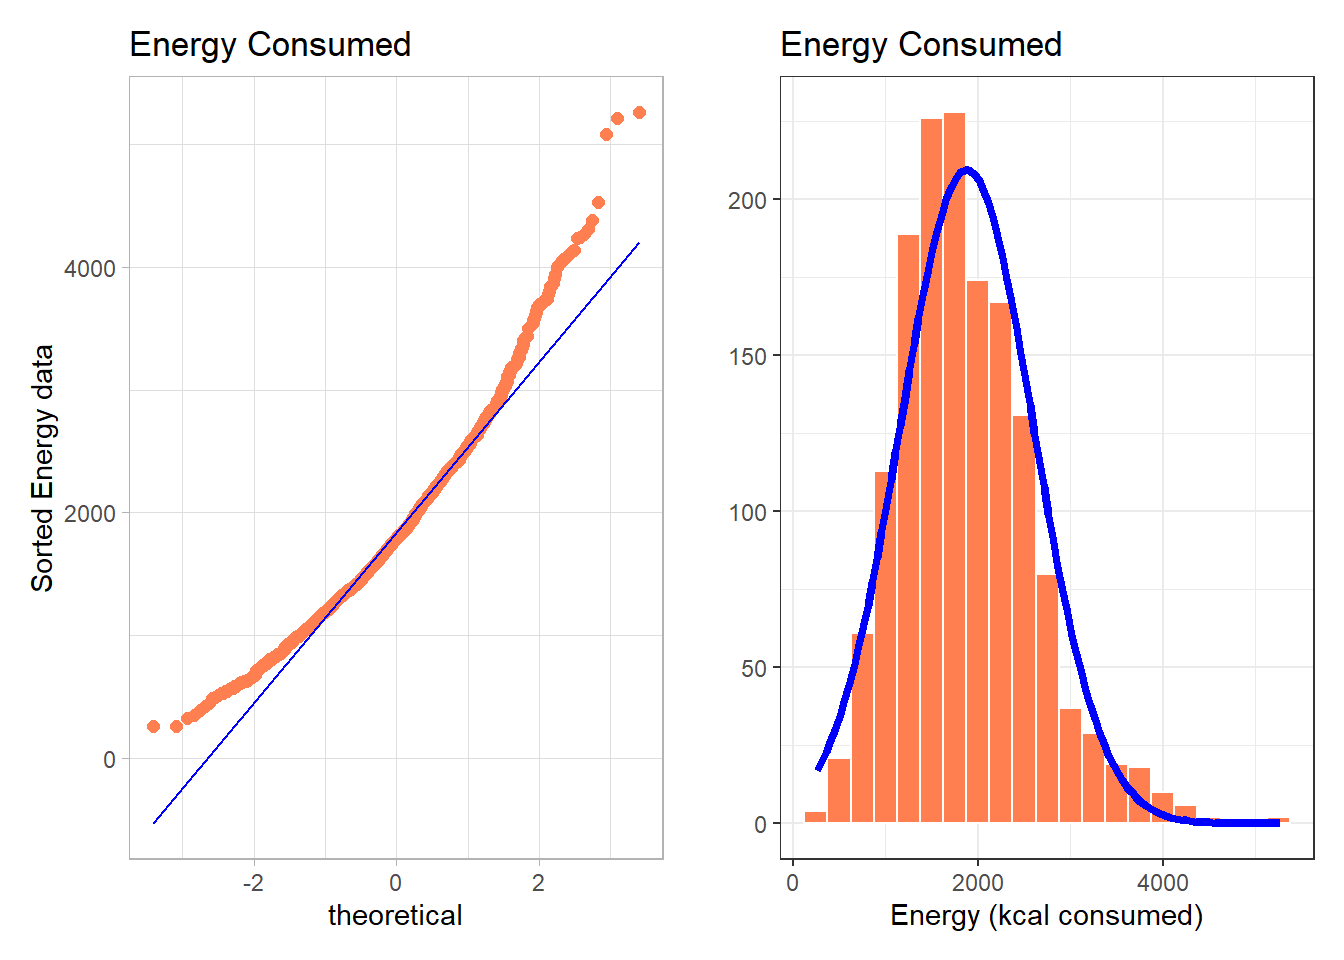 Energy Consumed
Sorted Energy data
4000
2000
0
-2
0
2
theoretical
Energy Consumed
200
150
100
50
0
0
2000
4000
Energy (kcal consumed)